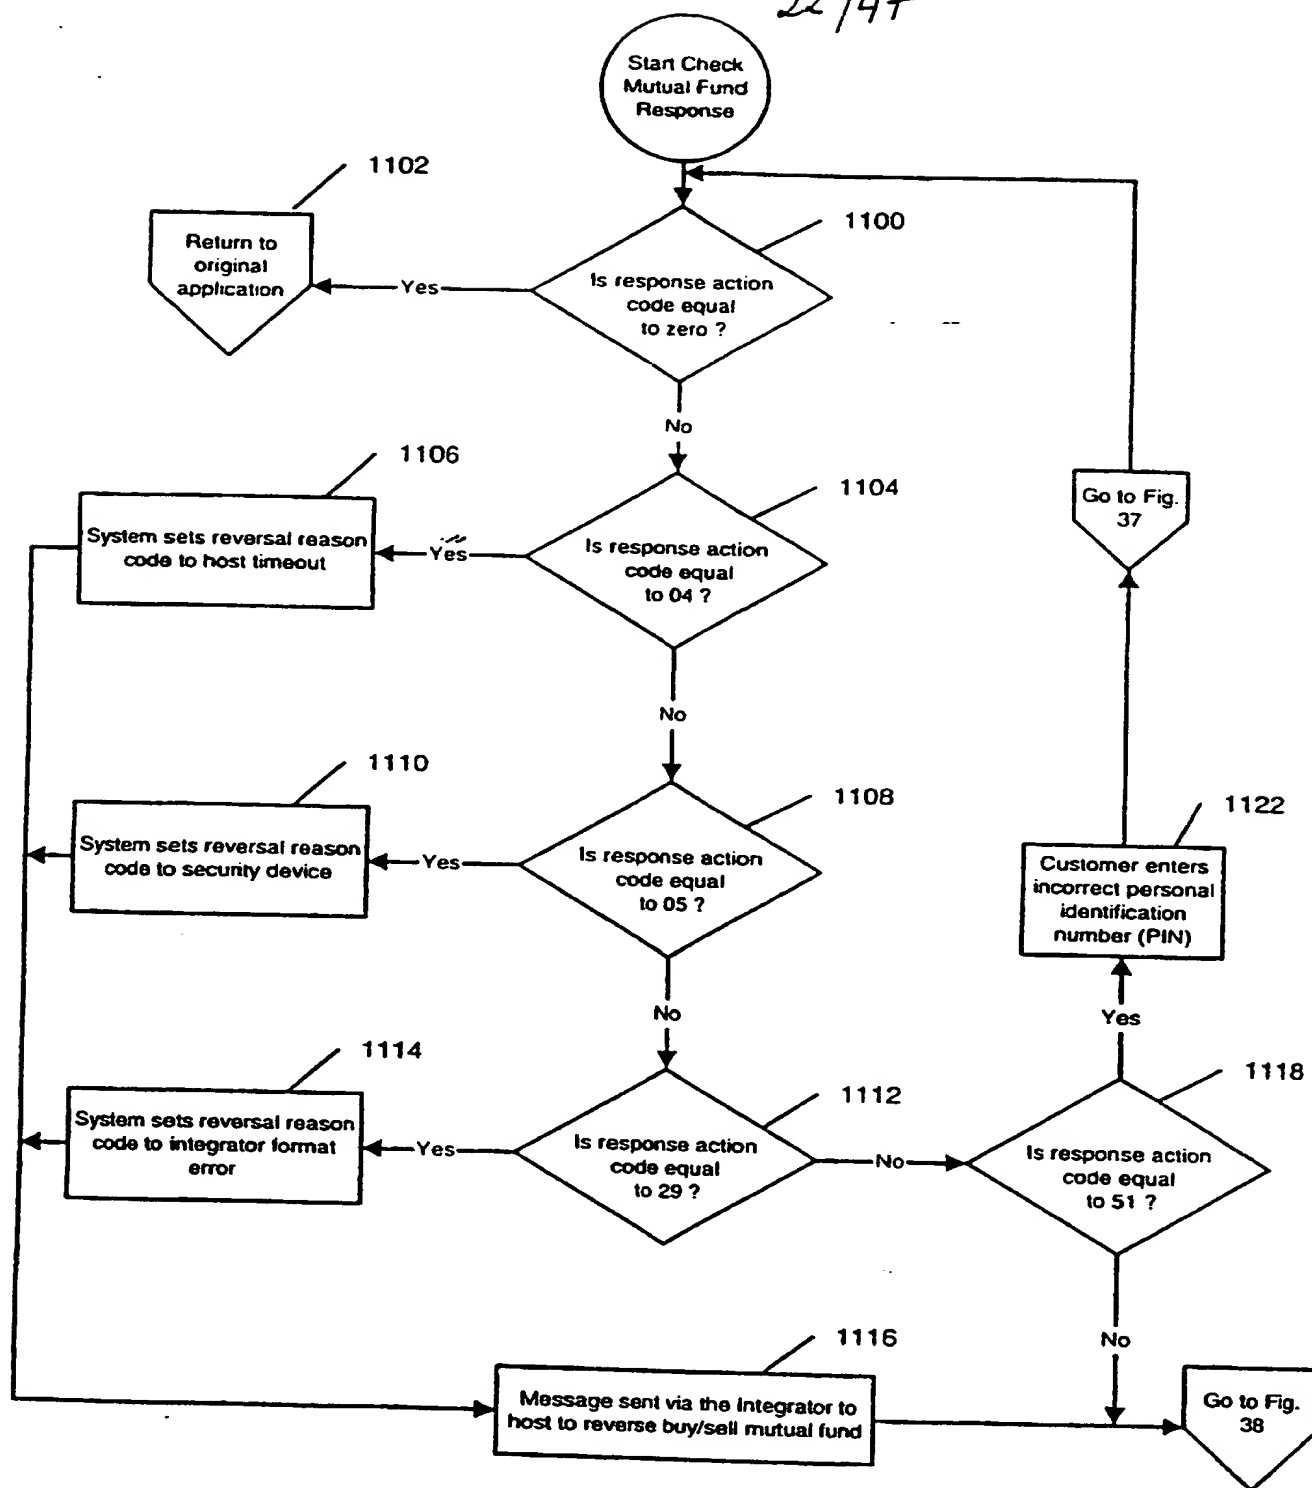 22/47
Start Check
Mutual Fund
Response
1102
Return to
original
application
1100
Yes
Is response action
code equal
to zero ?
No
1106
System sets reversal reason
code to host timeout
1104
Yes
Is response action
code equal
to 04 ?
Go to Fig.
37
No
1110
System sets reversal reason
code to security device
1108
Yes
Is response action
code equal
to 05 ?
1122
Customer enters
incorrect personal
identification
number (PIN)
No
Yes
1114
System sets reversal reason
code to integrator format
error
1112
Yes
Is response action
code equal
to 29 ?
No
1118
Is response action
code equal
to 51 ?
No
1116
Message sent via the Integrator to
host to reverse buy/sell mutual fund
Go to Fig.
38